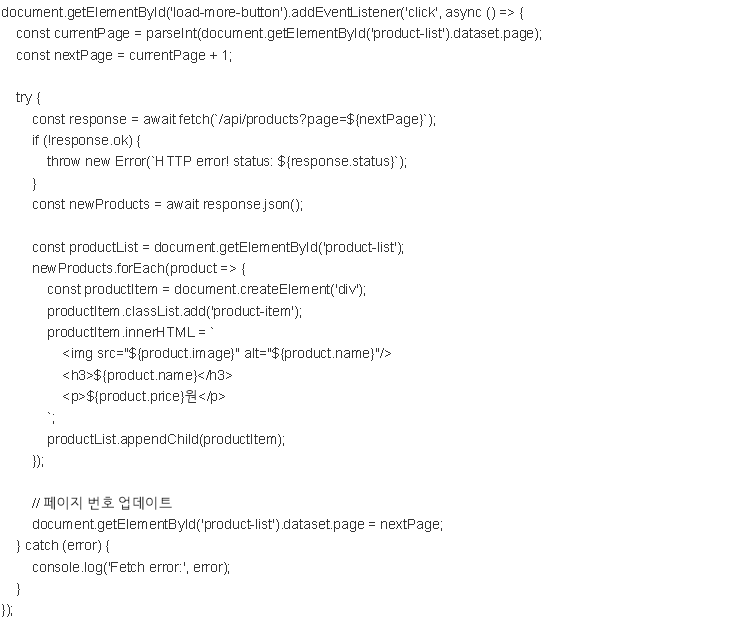 document.getElementById('load-more-button').addEventListener('click', async () => {
    const currentPage = parseInt(document.getElementById('product-list').dataset.page);
    const nextPage = currentPage + 1;

    try {
        const response = await fetch(`/api/products?page=${nextPage}`);
        if (!response.ok) {
            throw new Error(`HTTP error! status: ${response.status}`);
        }
        const newProducts = await response.json();

        const productList = document.getElementById('product-list');
        newProducts.forEach(product => {
            const productItem = document.createElement('div');
            productItem.classList.add('product-item');
            productItem.innerHTML = `
                <img src="${product.image}" alt="${product.name}"/>
                <h3>${product.name}</h3>
                <p>${product.price}원</p>
            `;
            productList.appendChild(productItem);
        });

        // 페이지 번호 업데이트
        document.getElementById('product-list').dataset.page = nextPage;
    } catch (error) {
        console.log('Fetch error:', error);
    }
});